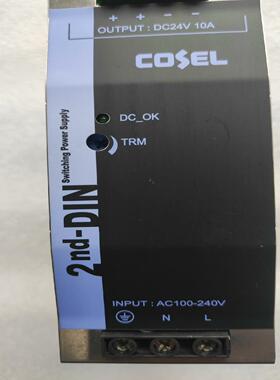 + + − −
OUTPUT : DC24V 10A
COSEL
DC_OK
TRM
2nd-DIN
Switching Power Supply
INPUT : AC100-240V
N L